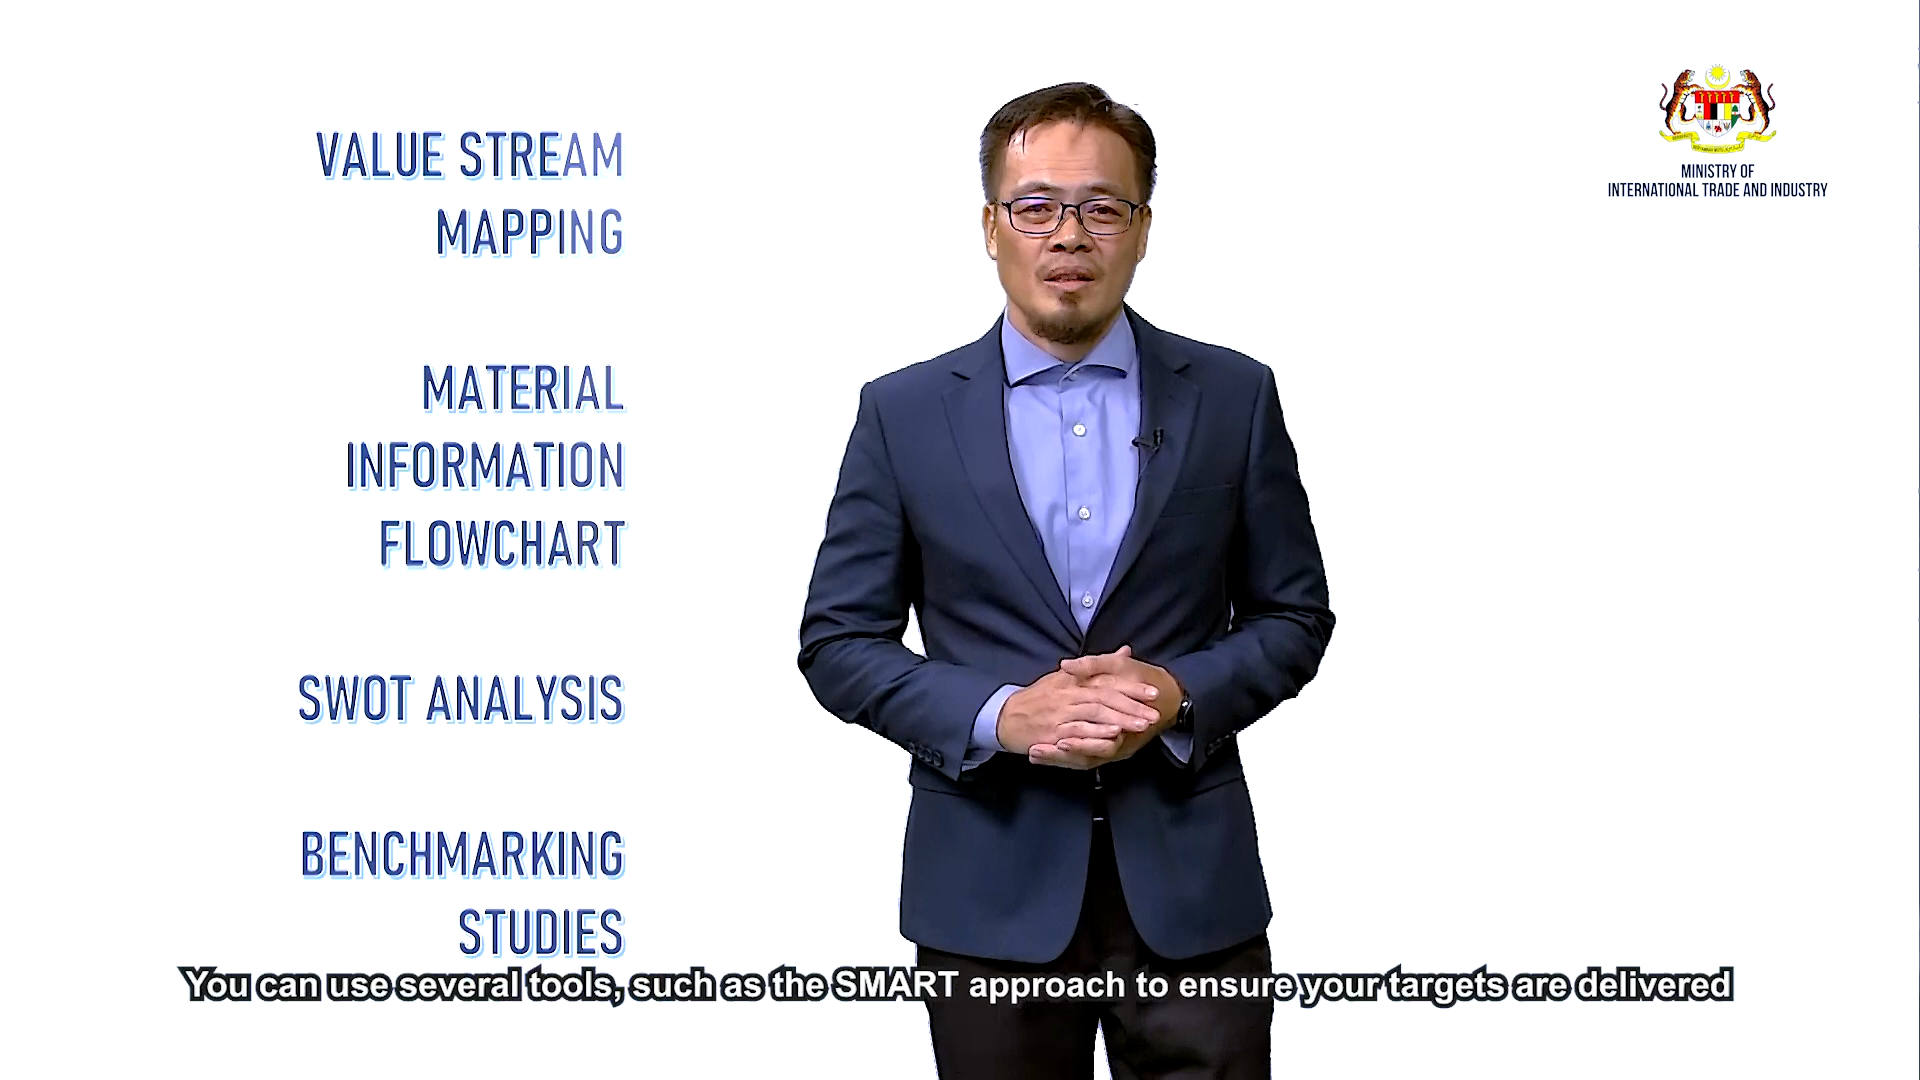 VALUE STREAM
MAPPING
MATERIAL
INFORMATION
FLOWCHART
SWOT ANALYSIS
BENCHMARKING
STUDIES
MINISTRY OF
INTERNATIONAL TRADE AND INDUSTRY
You can use several tools, such as the SMART approach to ensure your targets are delivered